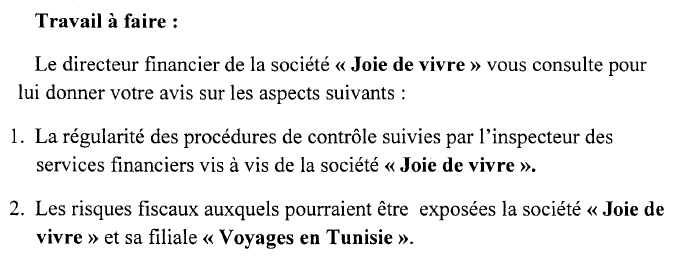 Travail à faire :
Le directeur financier de la société « Joie de vivre » vous consulte pour
lui donner votre avis sur les aspects suivants :
1. La régularité des procédures de contrôle suivies par l'inspecteur des
services financiers vis à vis de la société « Joie de vivre ».
2. Les risques fiscaux auxquels pourraient être exposées la société « Joie de
vivre » et sa filiale « Voyages en Tunisie ».